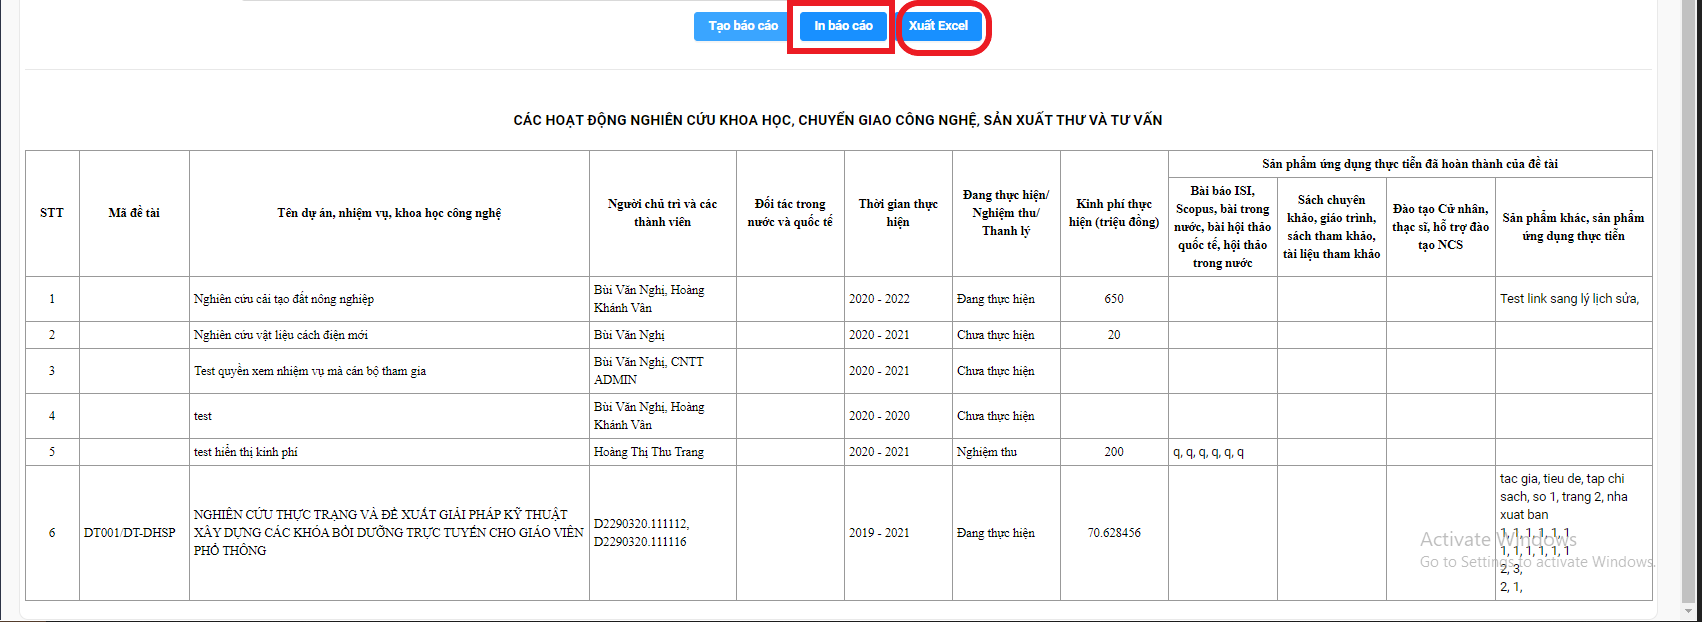 Tạo báo cáo In báo cáo Xuất Excel
CÁC HOẠT ĐỘNG NGHIÊN CỨU KHOA HỌC, CHUYỂN GIAO CÔNG NGHỆ, SẢN XUẤT THƯ VÀ TƯ VẤN
STT
Mã đề tài
Tên dự án, nhiệm vụ, khoa học công nghệ
Người chủ trì và các
thành viên
Đối tác trong
nước và quốc tế
Thời gian thực
hiện
Đang thực hiện/
Nghiệm thu/
Thanh lý
Kinh phí thực
hiện (triệu đồng)
Sản phẩm ứng dụng thực tiễn đã hoàn thành của đề tài
Bài báo ISI,
Scopus, bài trong
nước, bài hội thảo
quốc tế, hội thảo
trong nước
Sách chuyên
khảo, giáo trình,
sách tham khảo,
tài liệu tham khảo
Đào tạo Cử nhân,
thạc sĩ, hỗ trợ đào
tạo NCS
Sản phẩm khác, sản phẩm
ứng dụng thực tiễn
1
Nghiên cứu cải tạo đất nông nghiệp
Bùi Văn Nghị, Hoàng
Khánh Vân
2020 - 2022
Đang thực hiện
650
Test link sang lý lịch sửa,
2
Nghiên cứu vật liệu cách điện mới
Bùi Văn Nghị
2020 - 2021
Chưa thực hiện
20
3
Test quyền xem nhiệm vụ mà cán bộ tham gia
Bùi Văn Nghị, CNTT
ADMIN
2020 - 2021
Chưa thực hiện
4
test
Bùi Văn Nghị, Hoàng
Khánh Vân
2020 - 2020
Chưa thực hiện
5
test hiển thị kinh phí
Hoàng Thị Thu Trang
2020 - 2021
Nghiệm thu
200
q, q, q, q, q, q
6
DT001/DT-DHSP
NGHIÊN CỨU THỰC TRẠNG VÀ ĐỀ XUẤT GIẢI PHÁP KỸ THUẬT
XÂY DỰNG CÁC KHÓA BỒI DƯỠNG TRỰC TUYẾN CHO GIÁO VIÊN
PHỔ THÔNG
D2290320.111112,
D2290320.111116
2019 - 2021
Đang thực hiện
70.628456
tac gia, tieu de, tap chi
sach, so 1, trang 2, nha
xuat ban
1, 1, 1, 1, 1, 1
1, 1, 1, 1, 1, 1
2, 3,
2, 1,
Activate Windows
Go to Settings to activate Windows.